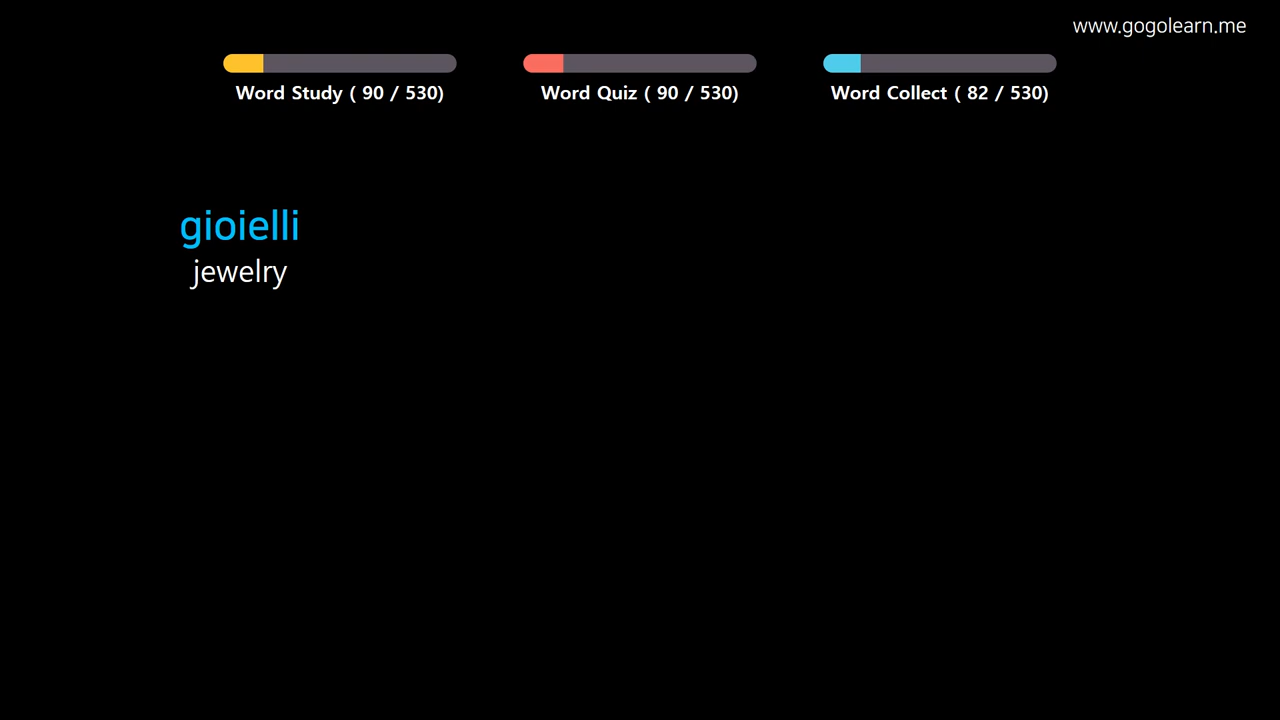 www.gogolearn.me
Word Study ( 90 / 530)
Word Quiz ( 90 / 530)
Word Collect ( 82 / 530)
gioielli
jewelry